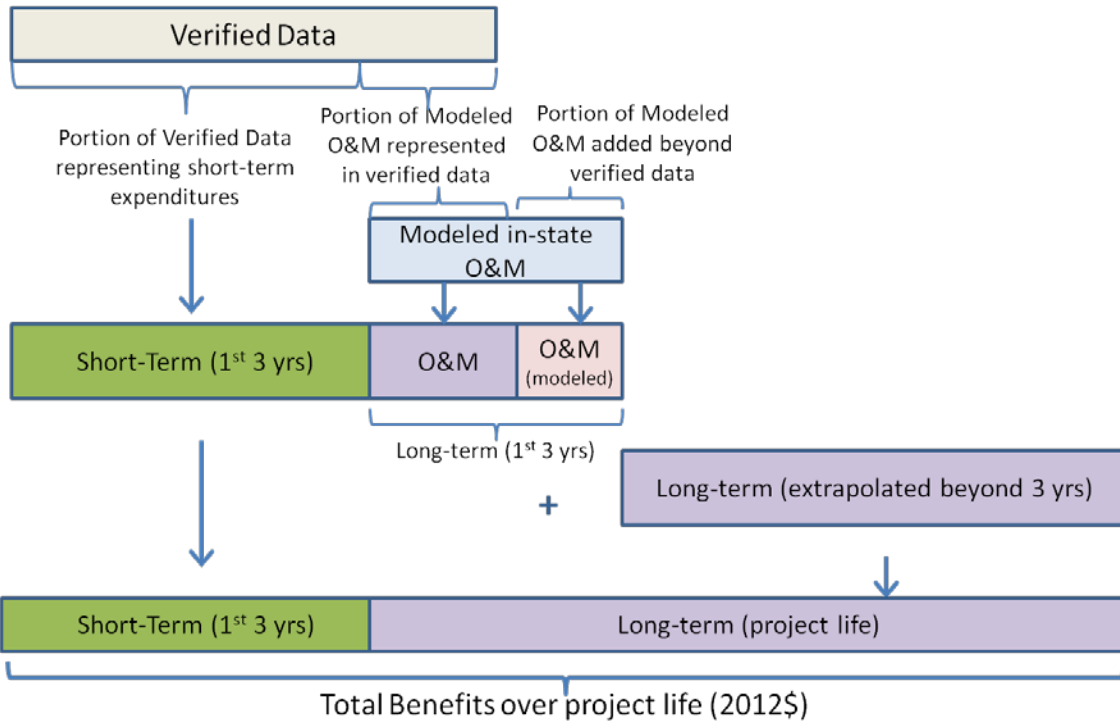 Verified Data
Portion of Verified Data
representing short-term
expenditures
Portion of Modeled
O&M represented
in verified data
Portion of Modeled
O&M added beyond
verified data
Modeled in-state
O&M
Short-Term (1st 3 yrs)
O&M
O&M
(modeled)
Long-term (1st 3 yrs)
+
Long-term (extrapolated beyond 3 yrs)
Short-Term (1st 3 yrs)
Long-term (project life)
Total Benefits over project life (2012$)